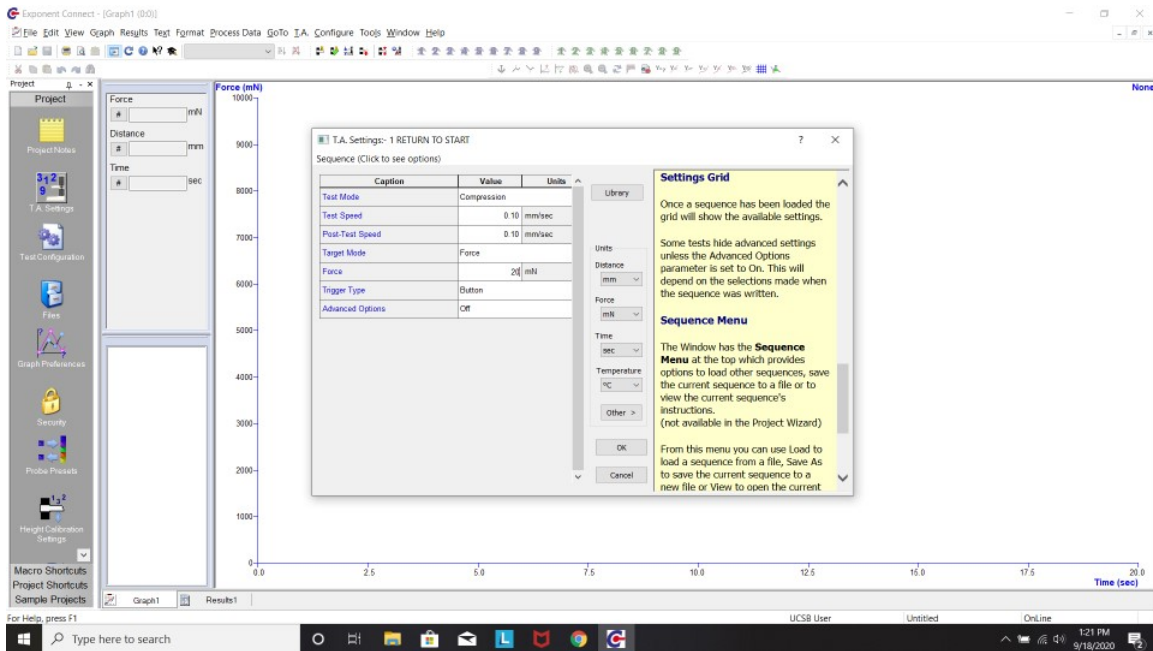 Exponent Connect - [Graph1 (0:0)]
File Edit View Graph Results Text Format Process Data GoTo T.A. Configure Tools Window Help
Project
Project
Project Notes
T.A. Settings
Test Configuration
Files
Graph Preferences
Security
Probe Presets
Height Calibration
Settings
Macro Shortcuts
Project Shortcuts
Sample Projects
Force
# mN
Distance
# mm
Time
# sec
Force (mN)
None
10000
9000
8000
7000
6000
5000
4000
3000
2000
1000
0
0.0 2.5 5.0 7.5 10.0 12.5 15.0 17.5 20.0
Time (sec)
T.A. Settings:- 1 RETURN TO START
Sequence (Click to see options)
Caption Value Units
Test Mode Compression
Test Speed 0.10 mm/sec
Post-Test Speed 0.10 mm/sec
Target Mode Force
Force 20 mN
Trigger Type Button
Advanced Options Off
Library
Units
Distance
mm
Force
mN
Time
sec
Temperature
°C
Other >
OK
Cancel
Settings Grid
Once a sequence has been loaded the
grid will show the available settings.
Some tests hide advanced settings
unless the Advanced Options
parameter is set to On. This will
depend on the selections made when
the sequence was written.
Sequence Menu
The Window has the Sequence
Menu at the top which provides
options to load other sequences, save
the current sequence to a file or to
view the current sequence's
instructions.
(not available in the Project Wizard)
From this menu you can use Load to
load a sequence from a file, Save As
to save the current sequence to a
new file or View to open the current
Graph1 Results1
For Help, press F1
UCSB User Untitled OnLine
Type here to search
1:21 PM
9/18/2020